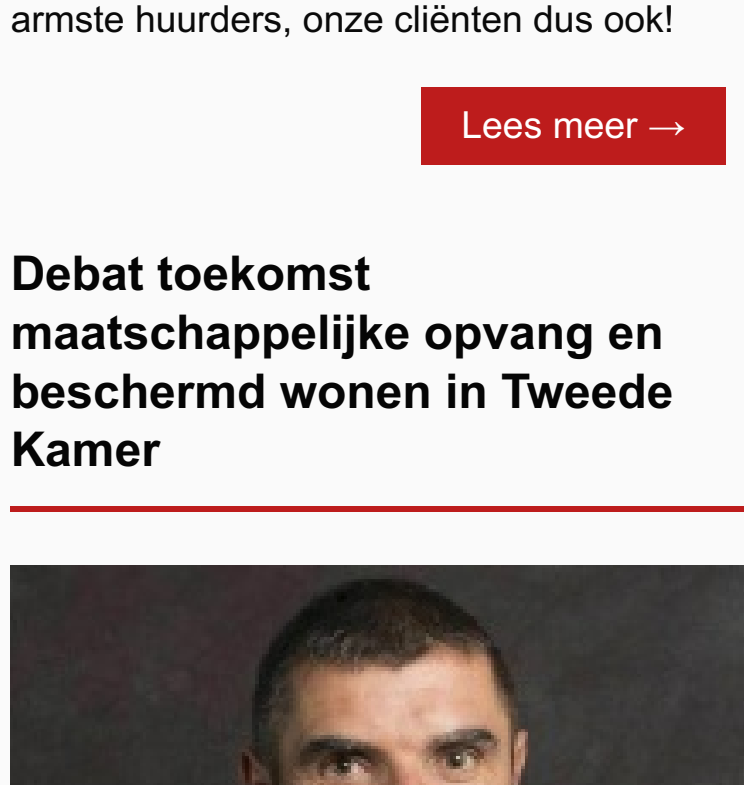 armste huurders, onze cliënten dus ook!
Lees meer →
Debat toekomst
maatschappelijke opvang en
beschermd wonen in Tweede
Kamer